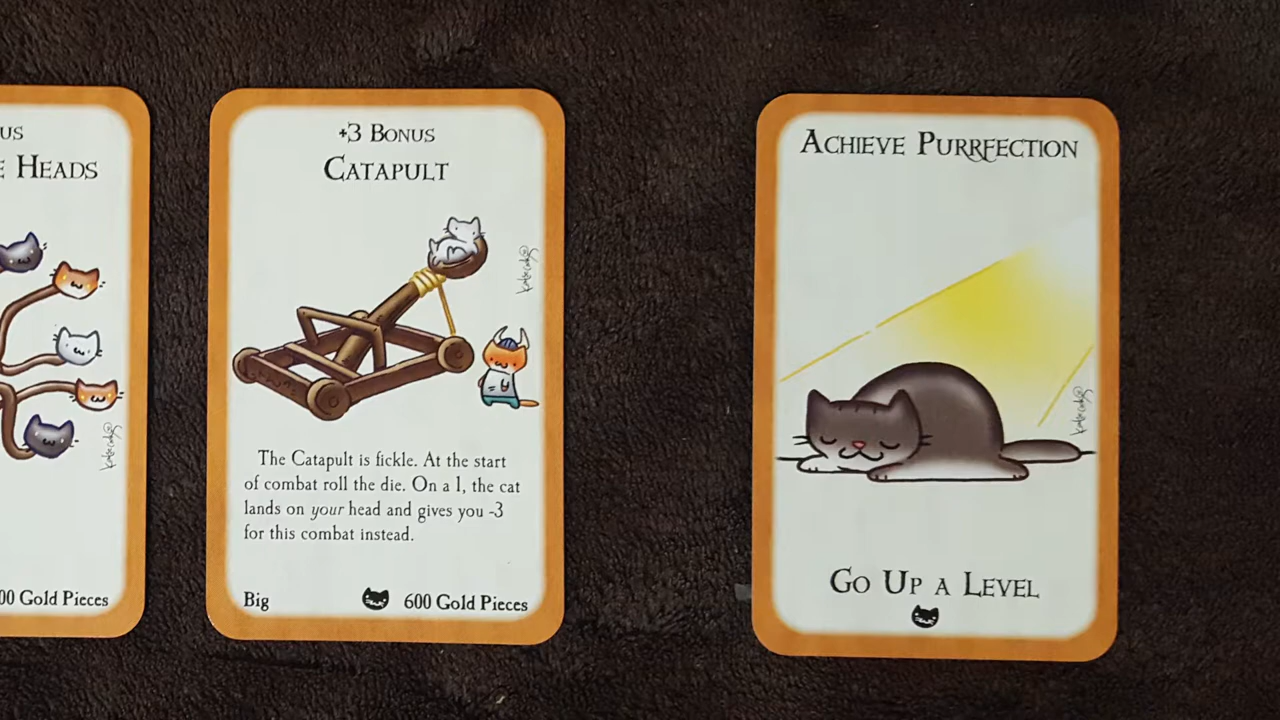 US
E HEADS
00 Gold Pieces
+3 BONUS
CATAPULT
The Catapult is fickle. At the start
of combat roll the die. On a 1, the cat
lands on your head and gives you -3
for this combat instead.
Big
600 Gold Pieces
ACHIEVE PURRFECTION
GO UP A LEVEL